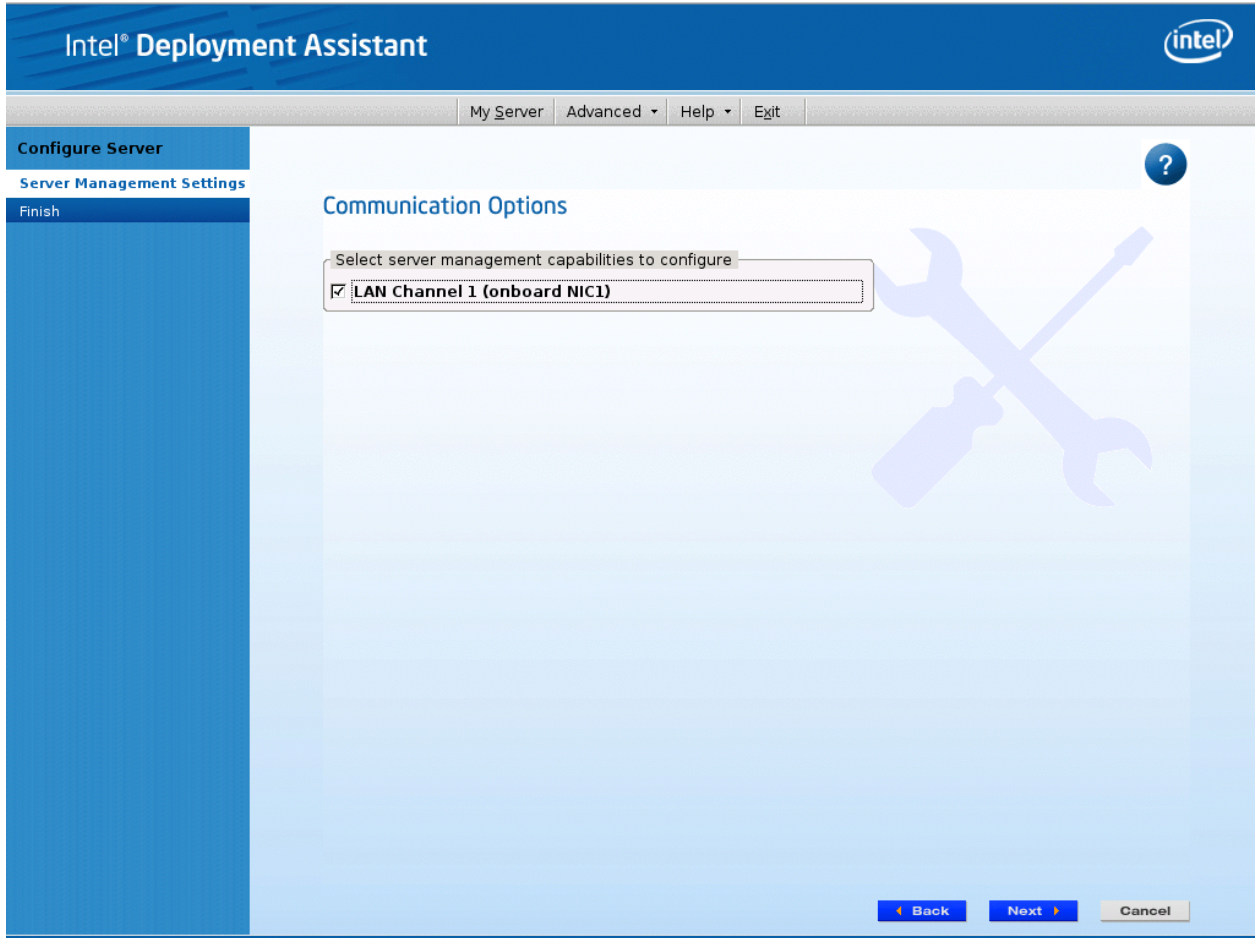 Intel® Deployment Assistant
intel
My Server Advanced Help Exit
Configure Server
Server Management Settings
Finish
?
Communication Options
Select server management capabilities to configure
LAN Channel 1 (onboard NIC1)
Back Next Cancel